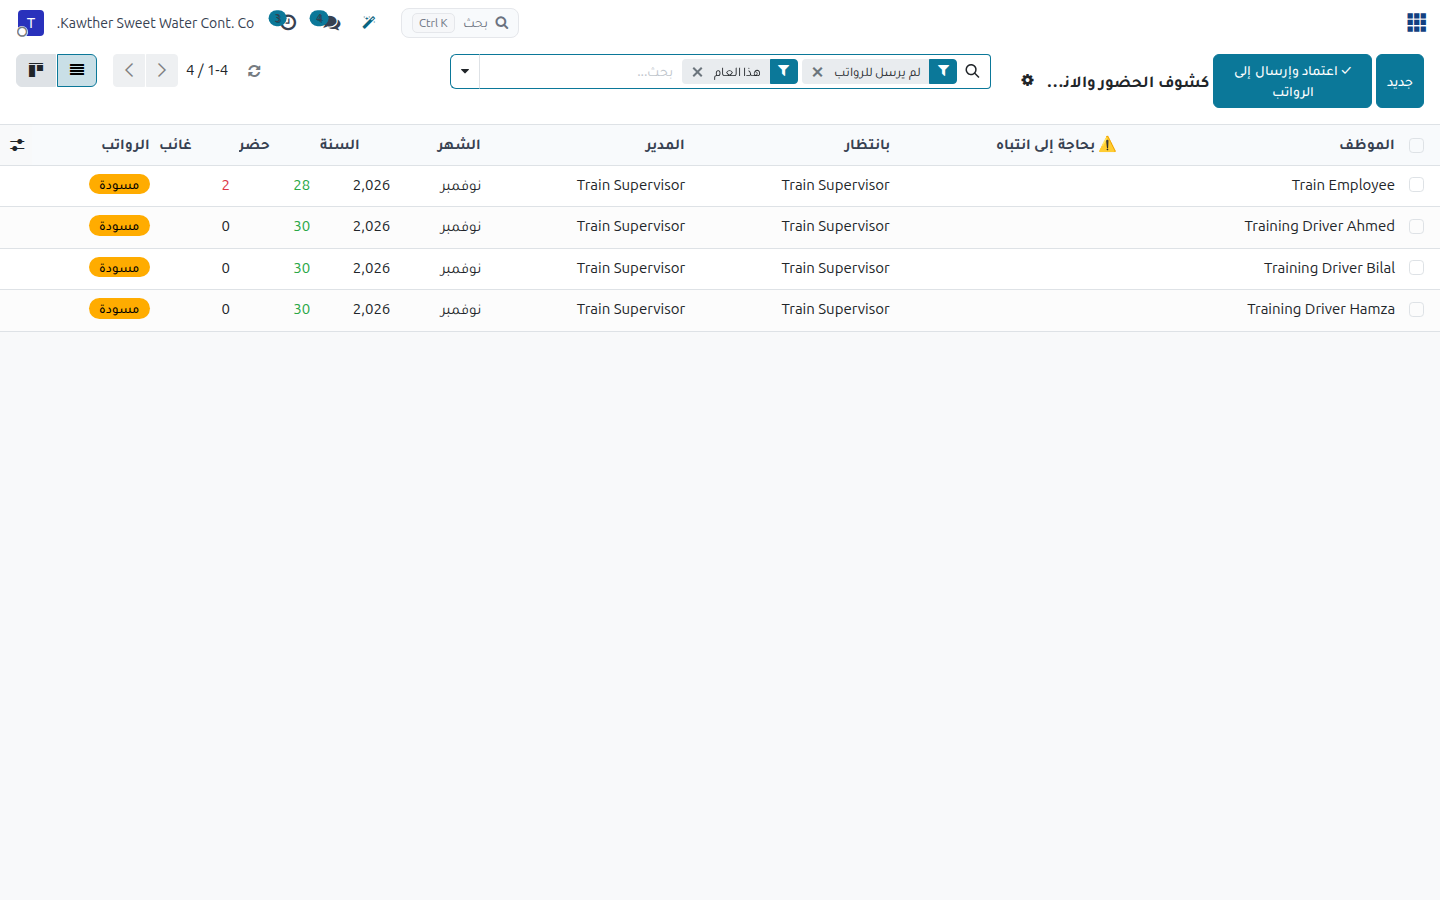 بحث Ctrl K
Kawther Sweet Water Cont. Co.
4
3
T
جديد
✓ اعتماد وإرسال إلى
الرواتب
كشوف الحضور والانـ...
لم يرسل للرواتب
هذا العام
بحث...
4 / 1-4
الموظف ⚠️ بحاجة إلى انتباه بانتظار المدير الشهر السنة حضر غائب الرواتب
Train Employee Train Supervisor Train Supervisor نوفمبر 2,026 28 2 مسودة
Training Driver Ahmed Train Supervisor Train Supervisor نوفمبر 2,026 30 0 مسودة
Training Driver Bilal Train Supervisor Train Supervisor نوفمبر 2,026 30 0 مسودة
Training Driver Hamza Train Supervisor Train Supervisor نوفمبر 2,026 30 0 مسودة